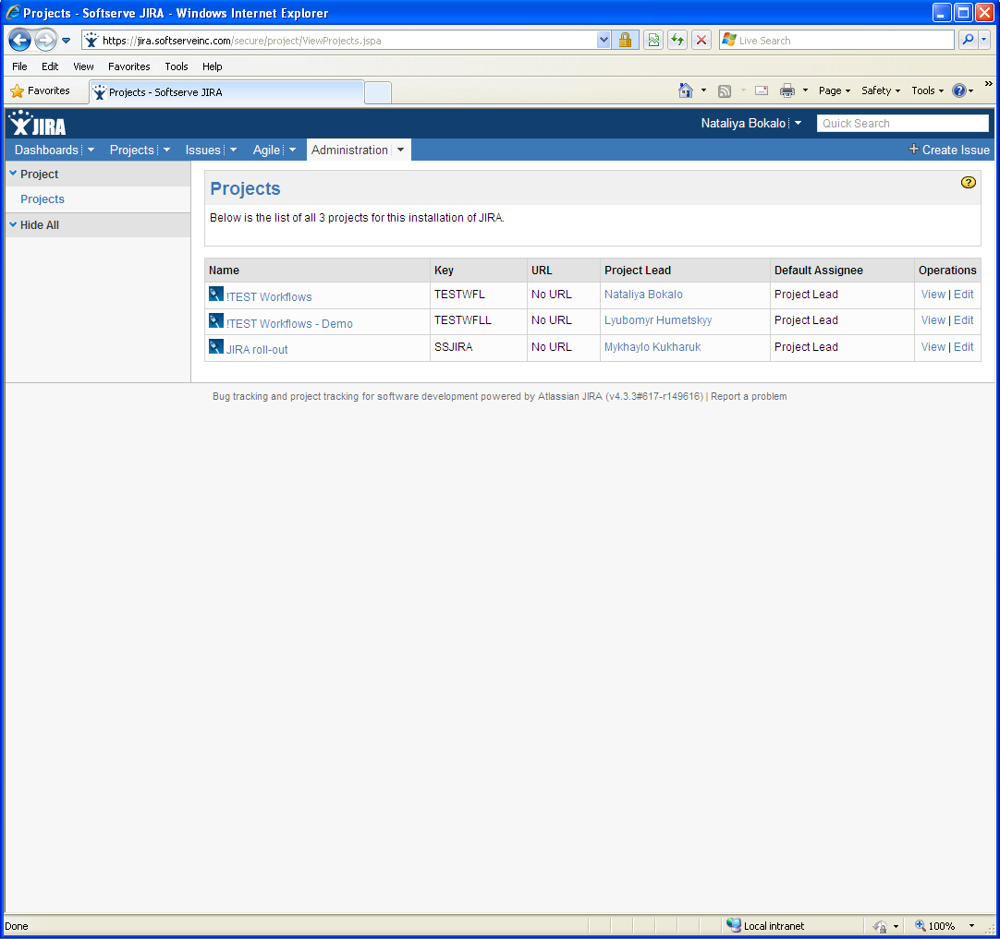 Projects - Softserve JIRA - Windows Internet Explorer
https://jira.softserveinc.com/secure/project/ViewProjects.jspa
Live Search
File Edit View Favorites Tools Help
Favorites Projects - Softserve JIRA Page Safety Tools
JIRA Nataliya Bokalo Quick Search
Dashboards Projects Issues Agile Administration + Create Issue
Project
Projects
Hide All
Projects
Below is the list of all 3 projects for this installation of JIRA.
Name Key URL Project Lead Default Assignee Operations
!TEST Workflows TESTWFL No URL Nataliya Bokalo Project Lead View | Edit
!TEST Workflows - Demo TESTWFLL No URL Lyubomyr Humetskyy Project Lead View | Edit
JIRA roll-out SSJIRA No URL Mykhaylo Kukharuk Project Lead View | Edit
Bug tracking and project tracking for software development powered by Atlassian JIRA (v4.3.3#617-r149616) | Report a problem
Done Local intranet 100%